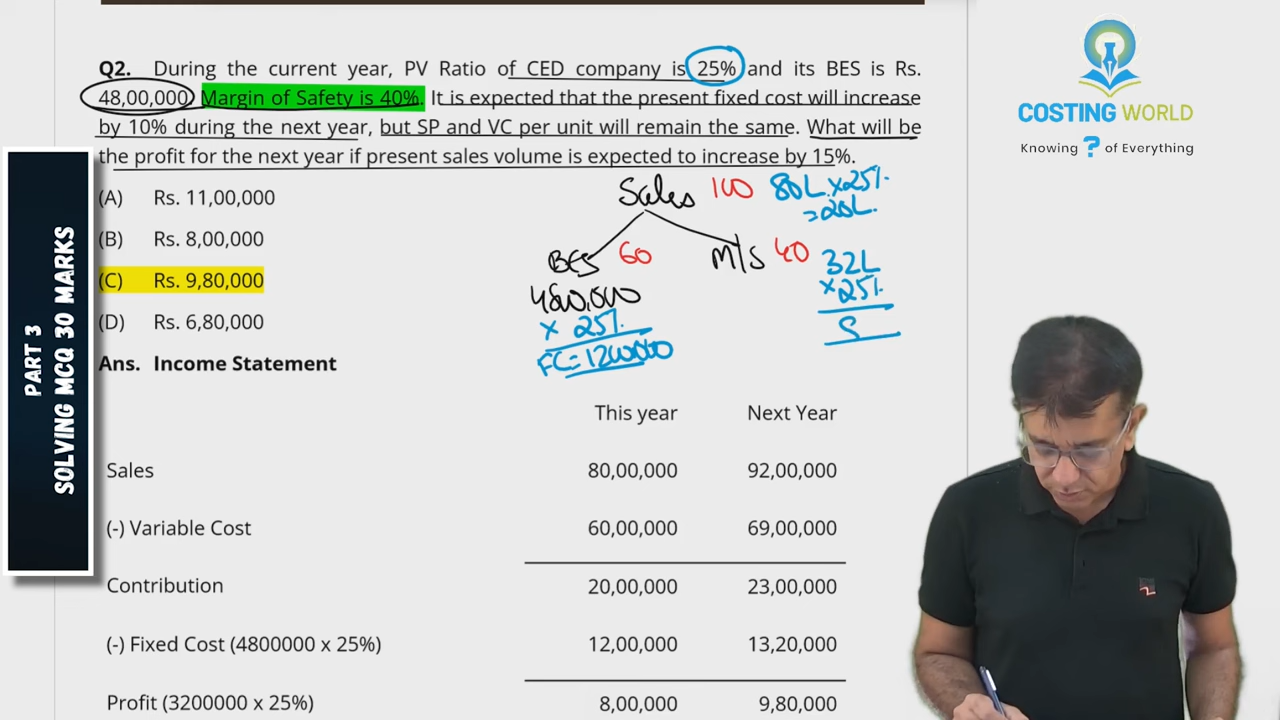 Q2. During the current year, PV Ratio of CED company is 25% and its BES is Rs.
48,00,000 Margin of Safety is 40%. It is expected that the present fixed cost will increase
by 10% during the next year, but SP and VC per unit will remain the same. What will be
the profit for the next year if present sales volume is expected to increase by 15%.
(A) Rs. 11,00,000
(B) Rs. 8,00,000
(C) Rs. 9,80,000
(D) Rs. 6,80,000
Sales 100
80L x 25%
= 20L
BES 60
M/S 40
x 25%
32L
x 25%
Ans. Income Statement
This year Next Year
Sales 80,00,000 92,00,000
(-) Variable Cost 60,00,000 69,00,000
Contribution 20,00,000 23,00,000
(-) Fixed Cost (4800000 x 25%) 12,00,000 13,20,000
Profit (3200000 x 25%) 8,00,000 9,80,000
PART 3
SOLVING MCQ 30 MARKS
COSTING WORLD
Knowing ? of Everything